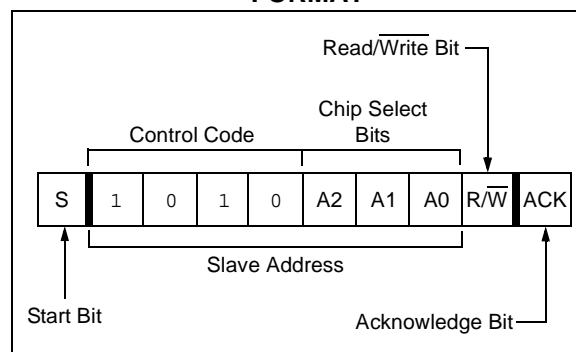 FORMAT
Read/Write Bit
Chip Select
Control Code Bits
S 1 0 1 0 A2 A1 A0 R/W ACK
Slave Address
Start Bit
Acknowledge Bit